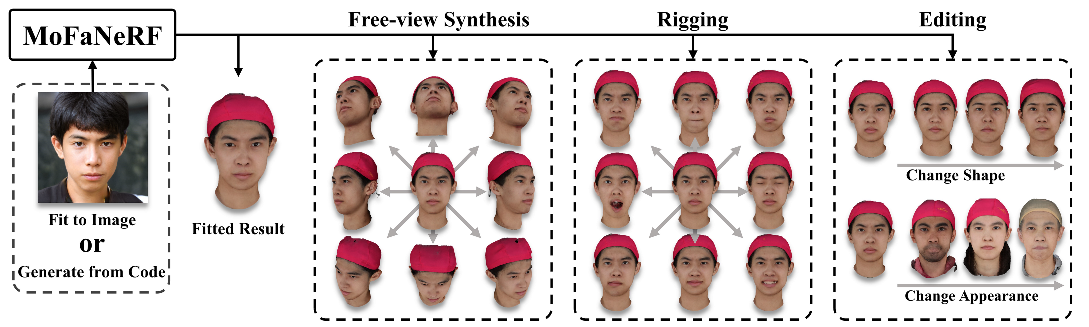 MoFaNeRF
Free-view Synthesis
Rigging
Editing
Fit to Image
or
Generate from Code
Fitted Result
Change Shape
Change Appearance